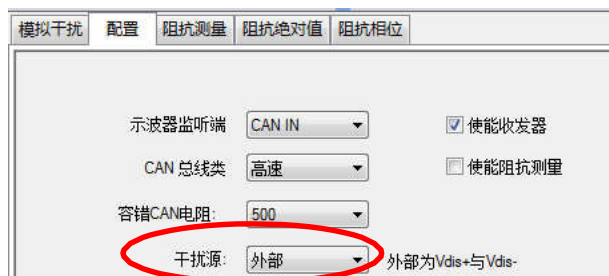 模拟干扰 配置 阻抗测量 阻抗绝对值 阻抗相位
示波器监听端 CAN IN 使能收发器
CAN 总线类 高速 使能阻抗测量
容错CAN电阻: 500
干扰源: 外部 外部为Vdis+与Vdis-